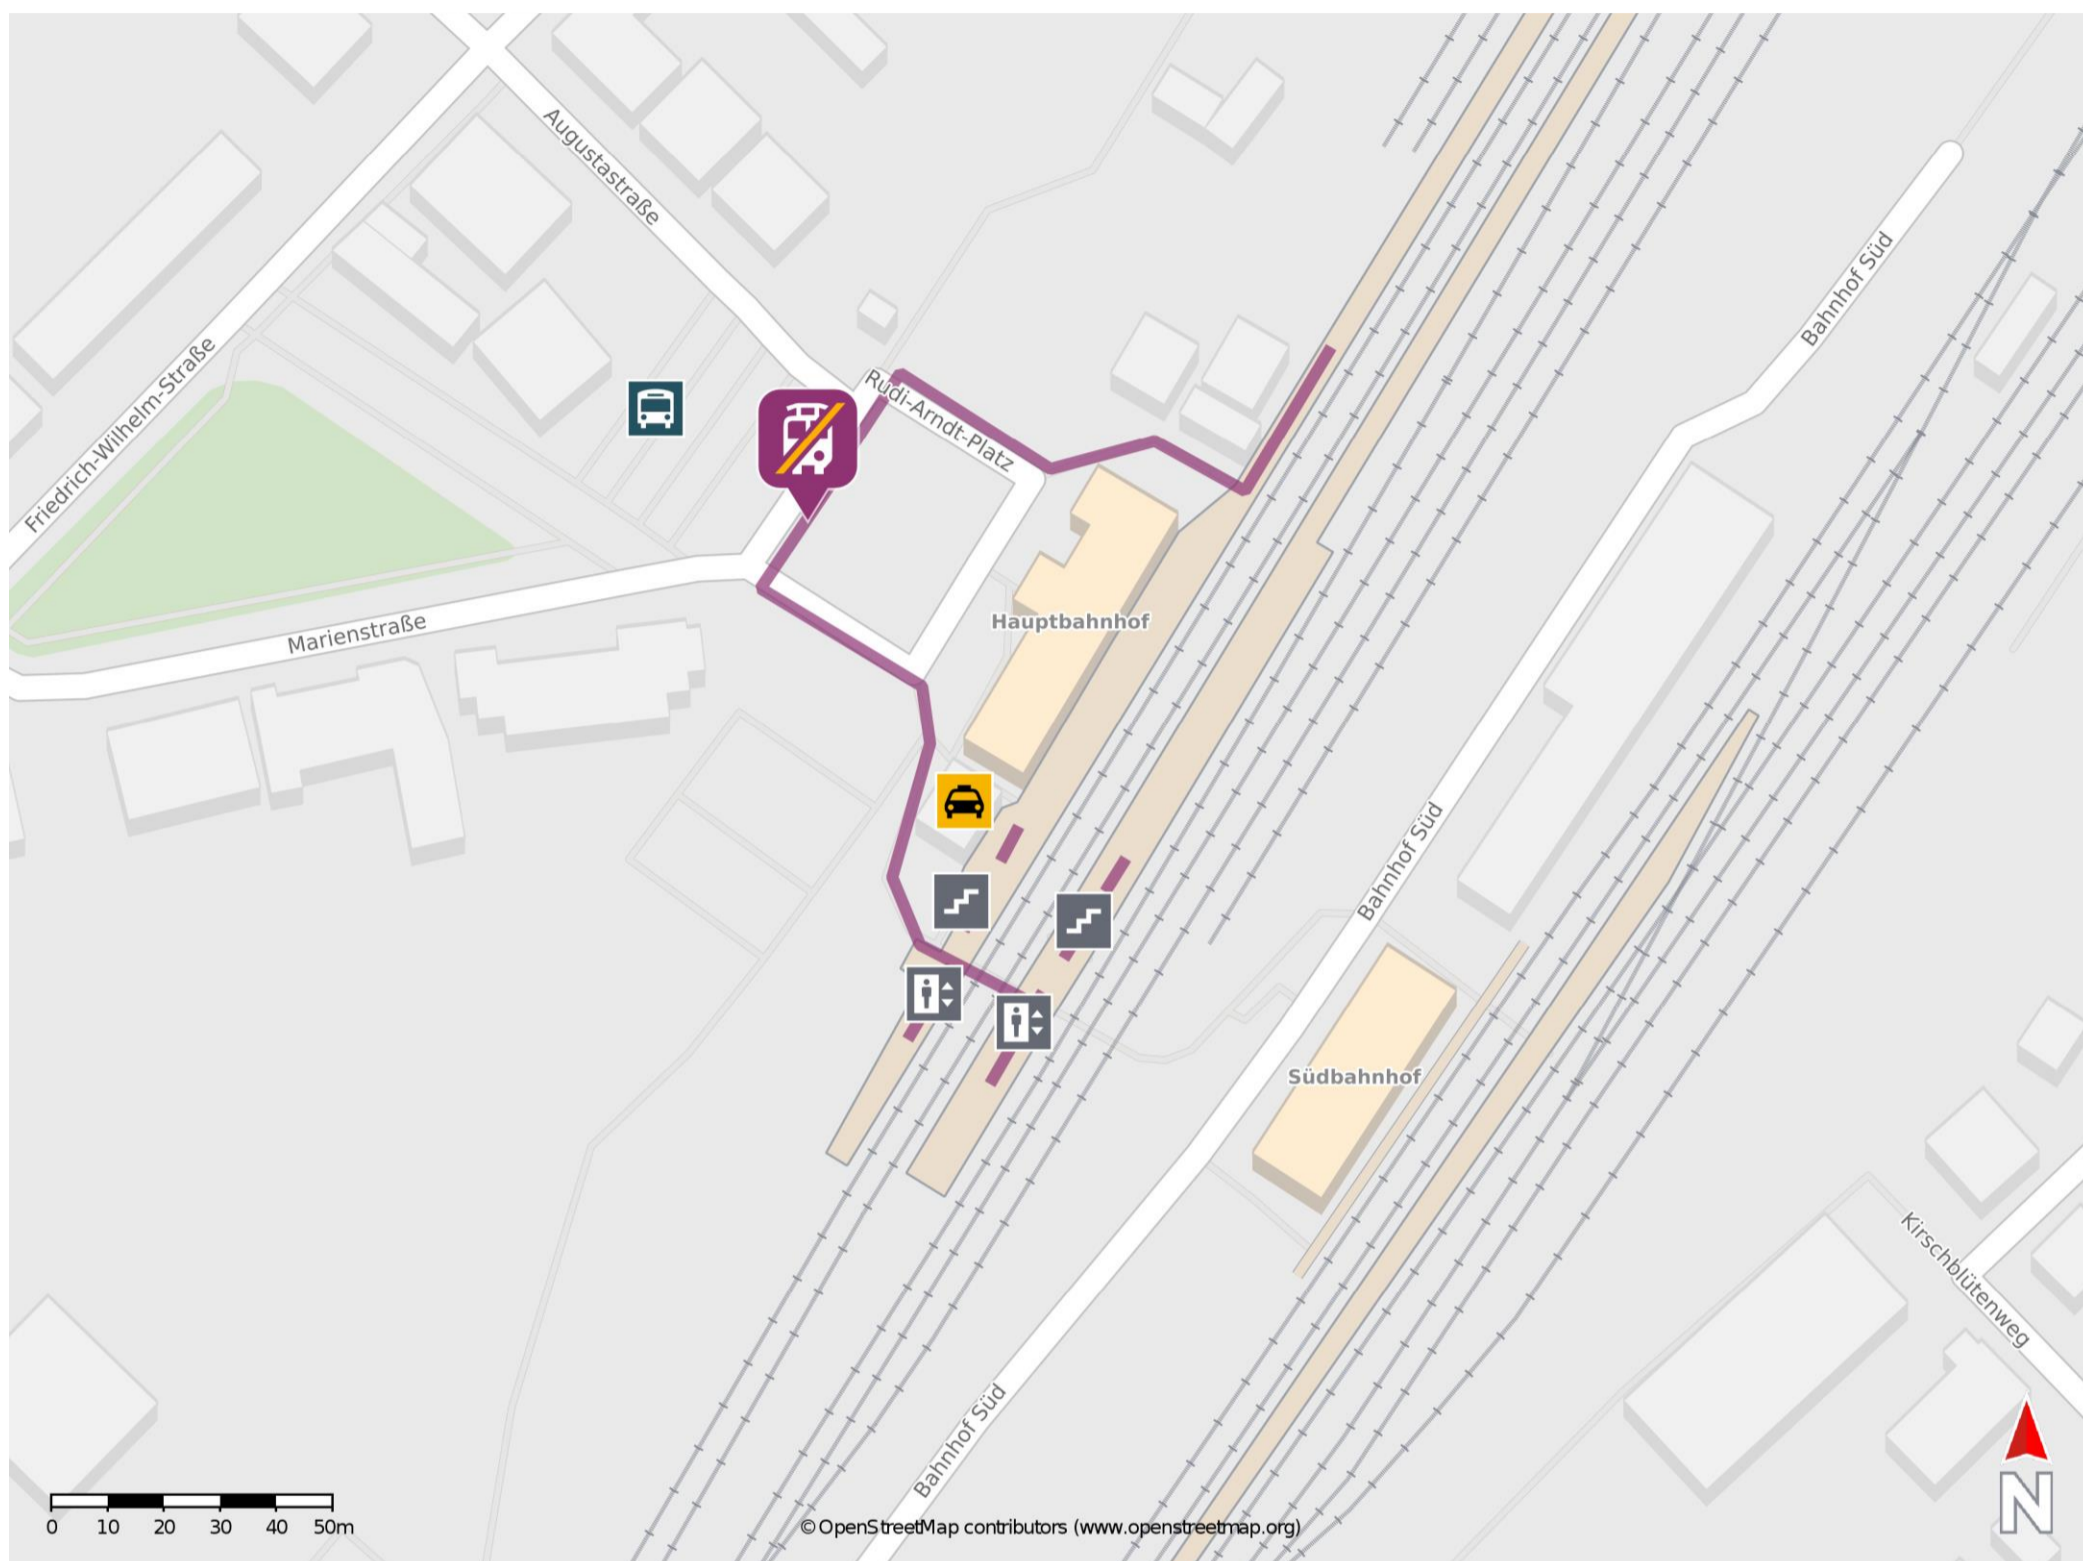 Augustastraße
Bahnhof Süd
Friedrich-Wilhelm-Straße
Rudi-Arndt-Platz
Marienstraße
Hauptbahnhof
Bahnhof Süd
Südbahnhof
Kirschblütenweg
Bahnhof Süd
0 10 20 30 40 50m
© OpenStreetMap contributors (www.openstreetmap.org)
N